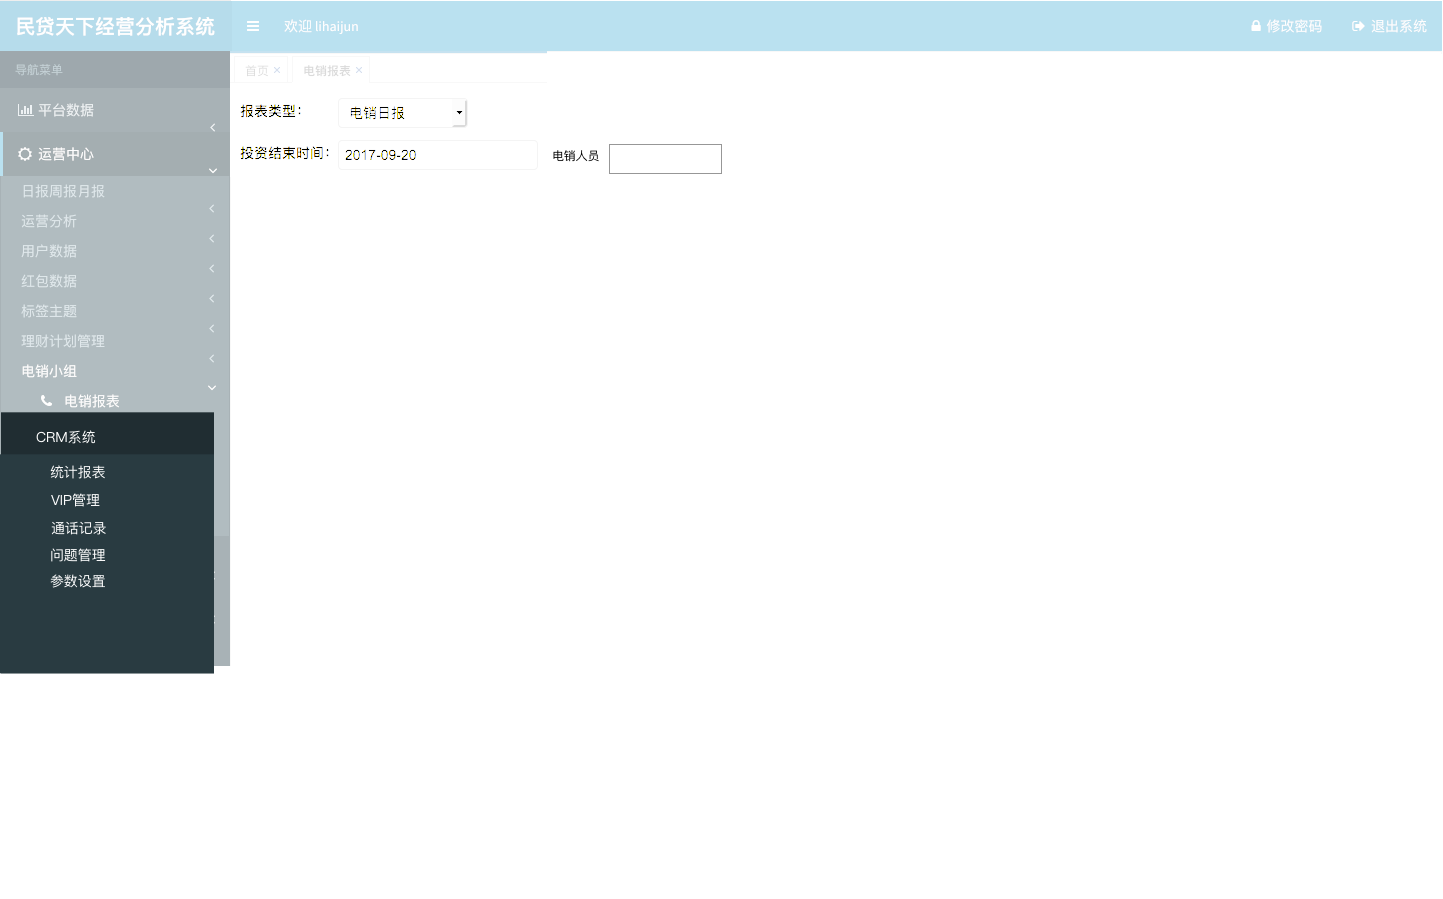 民贷天下经营分析系统
欢迎 lihaijun
修改密码
退出系统
导航菜单
首页 ×
电销报表 ×
平台数据
报表类型：
电销日报
运营中心
投资结束时间：
2017-09-20
电销人员
日报周报月报
运营分析
用户数据
红包数据
标签主题
理财计划管理
电销小组
电销报表
CRM系统
统计报表
VIP管理
通话记录
问题管理
参数设置